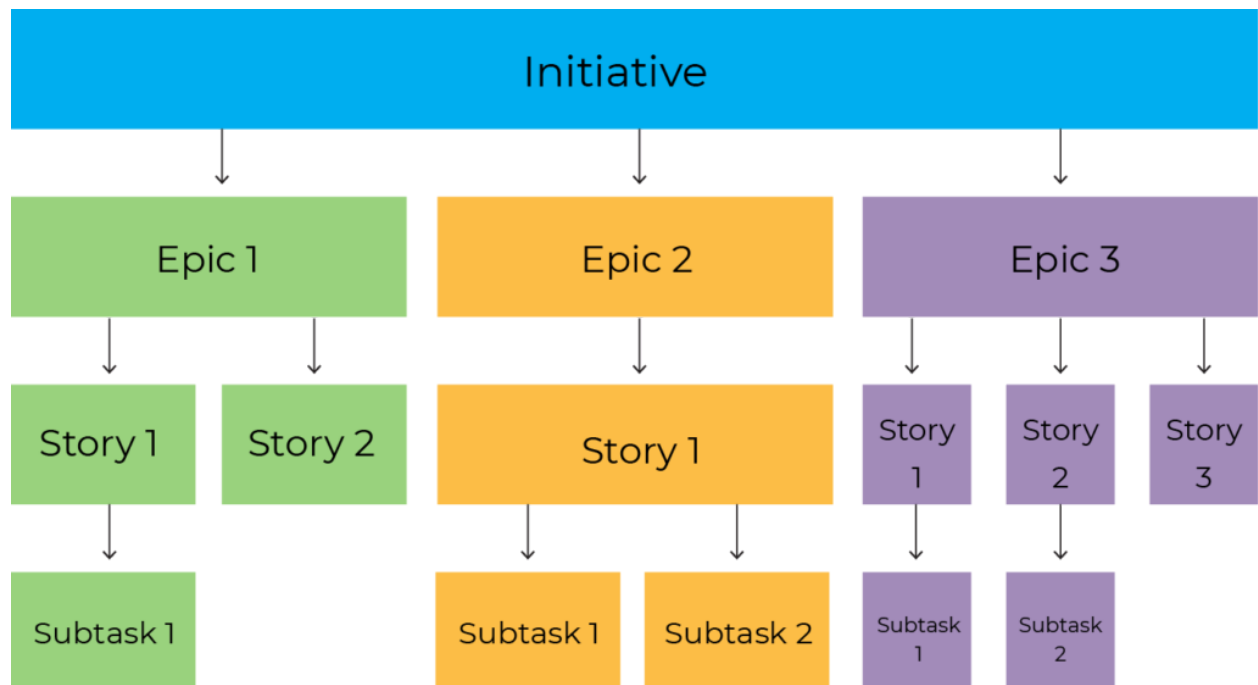 Initiative
Epic 1
Epic 2
Epic 3
Story 1
Story 2
Story 1
Story
1
Story
2
Story
3
Subtask 1
Subtask 1
Subtask 2
Subtask
1
Subtask
2